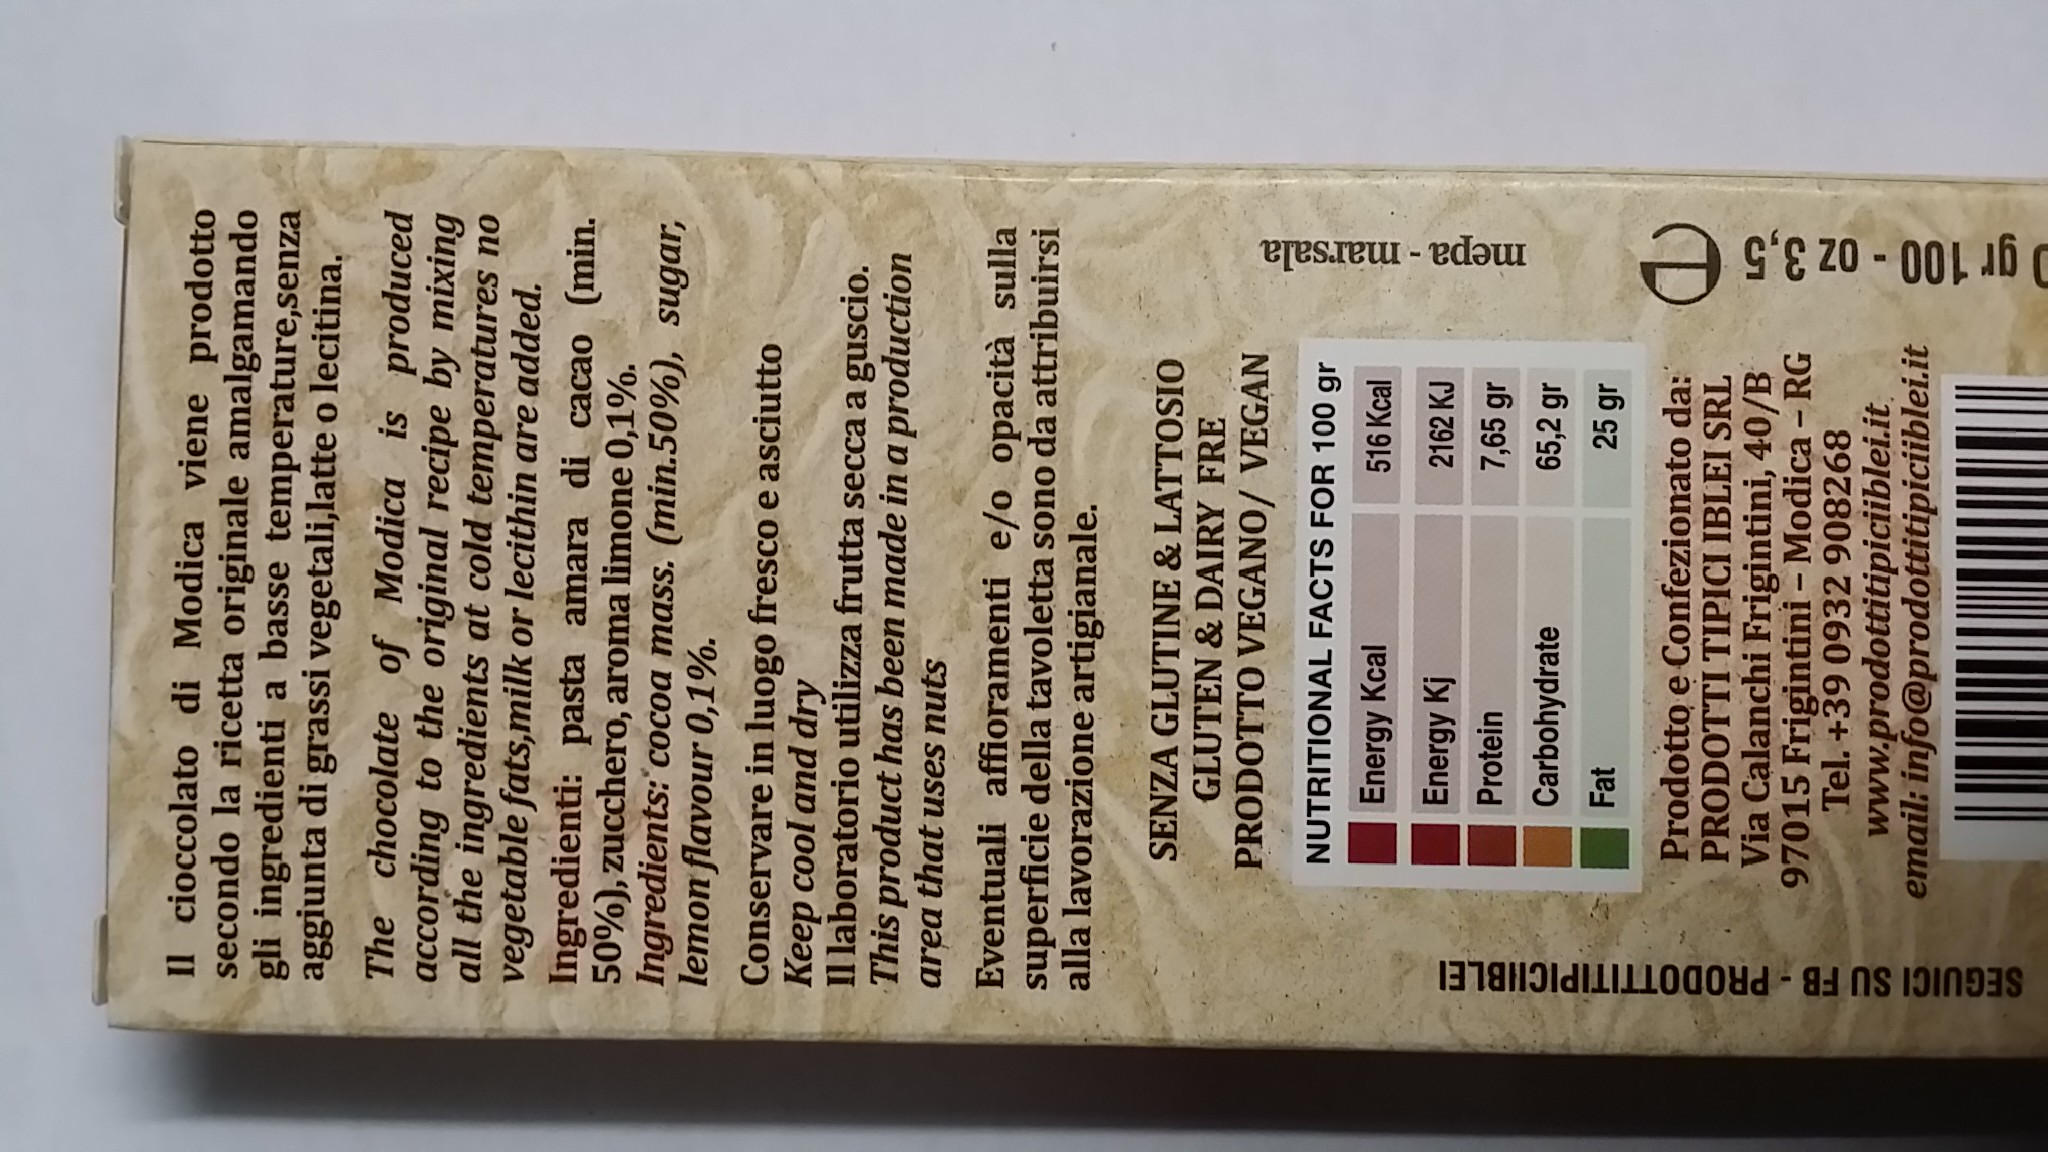 Il cioccolato di Modica viene prodotto
secondo la ricetta originale amalgamando
gli ingredienti a basse temperature,senza
aggiunta di grassi vegetali,latte o lecitina.
The chocolate of Modica is produced
according to the original recipe by mixing
all the ingredients at cold temperatures no
vegetable fats,milk or lecithin are added.
Ingredienti: pasta amara di cacao (min.
50%), zucchero, aroma limone 0,1%.
Ingredients: cocoa mass. (min.50%), sugar,
lemon flavour 0,1%.
Conservare in luogo fresco e asciutto
Keep cool and dry
Il laboratorio utilizza frutta secca a guscio.
This product has been made in a production
area that uses nuts
Eventuali affioramenti e/o opacità sulla
superficie della tavoletta sono da attribuirsi
alla lavorazione artigianale.
SENZA GLUTINE & LATTOSIO
GLUTEN & DAIRY FRE
PRODOTTO VEGANO/ VEGAN
mepa - marsala
NUTRITIONAL FACTS FOR 100 gr
Energy Kcal 516 Kcal
Energy Kj 2162 KJ
Protein 7,65 gr
Carbohydrate 65,2 gr
Fat 25 gr
Prodotto e Confezionato da:
PRODOTTI TIPICI IBLEI SRL
Via Calanchi Frigintini, 40/B
97015 Frigintini – Modica – RG
Tel. +39 0932 908268
www.prodottitipiciiblei.it
email: info@prodottitipiciiblei.it
gr 100 - oz 3,5
SEGUICI SU FB - PRODOTTITIPICIIBLEI